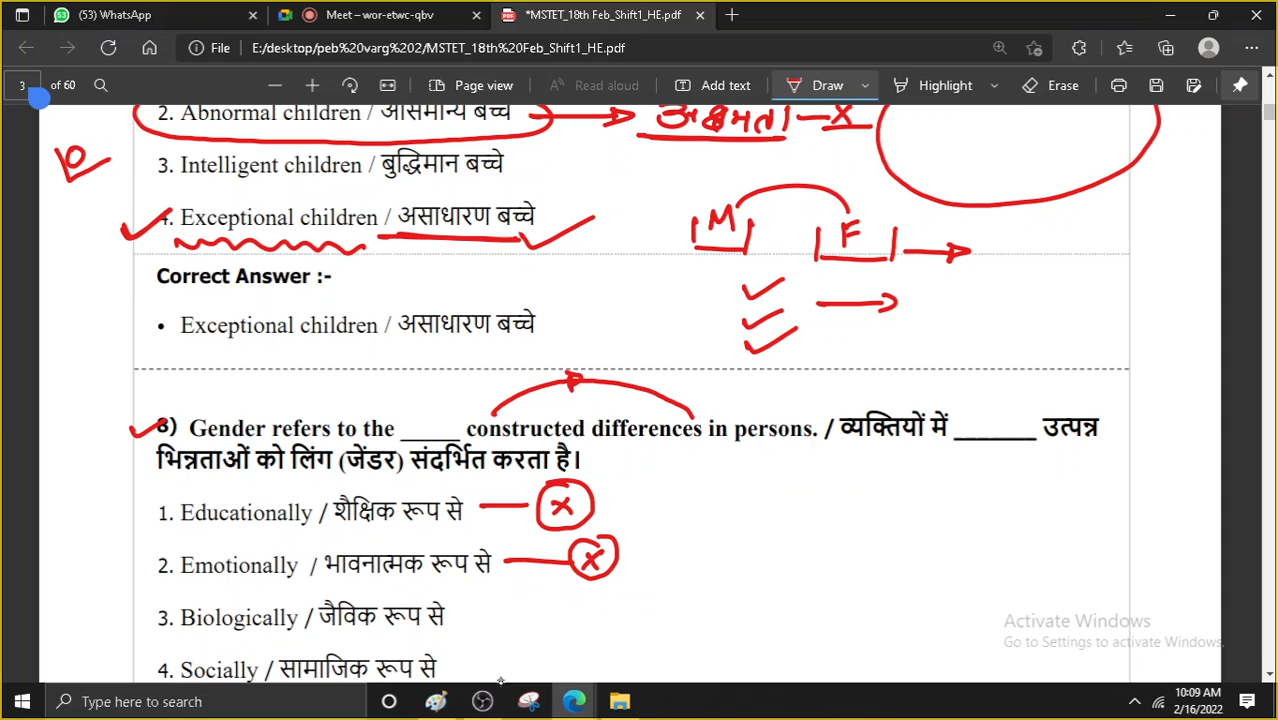 (53) WhatsApp
Meet – wor-etwc-qbv
*MSTET_18th Feb_Shift1_HE.pdf
File
E:/desktop/peb%20varg%202/MSTET_18th%20Feb_Shift1_HE.pdf
3 of 60
Page view
Read aloud
Add text
Draw
Highlight
Erase
2. Abnormal children / असामान्य बच्चे
अक्षमता – x
3. Intelligent children / बुद्धिमान बच्चे
4. Exceptional children / असाधारण बच्चे
M F
Correct Answer :-
• Exceptional children / असाधारण बच्चे
8) Gender refers to the _____ constructed differences in persons. / व्यक्तियों में _______ उत्पन्न
भिन्नताओं को लिंग (जेंडर) संदर्भित करता है।
1. Educationally / शैक्षिक रूप से
x
2. Emotionally / भावनात्मक रूप से
x
3. Biologically / जैविक रूप से
4. Socially / सामाजिक रूप से
Activate Windows
Go to Settings to activate Windows.
Type here to search
10:09 AM
2/16/2022